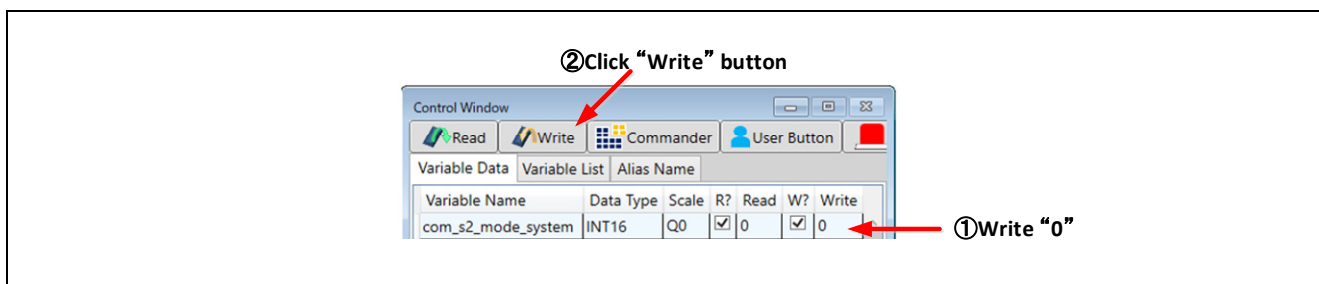 ②Click “Write” button
Control Window
Read Write Commander User Button
Variable Data Variable List Alias Name
Variable Name Data Type Scale R? Read W? Write
com_s2_mode_system INT16 Q0 0 0
①Write “0”